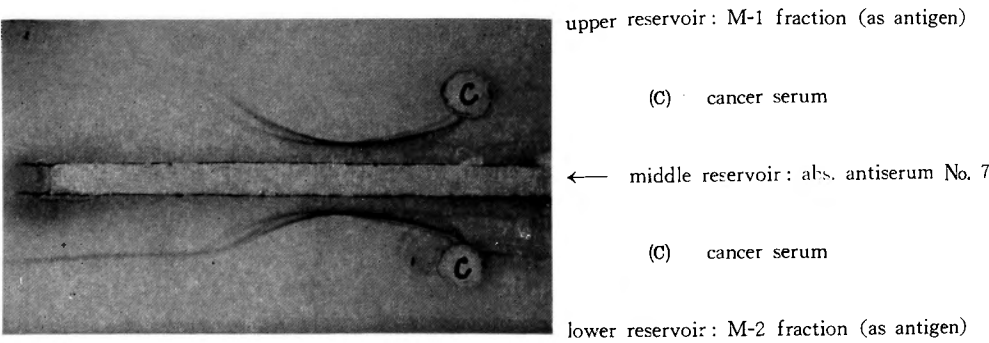 upper reservoir: M-1 fraction (as antigen)
C
(C) cancer serum
← middle reservoir: abs. antiserum No. 7
(C) cancer serum
C
lower reservoir: M-2 fraction (as antigen)